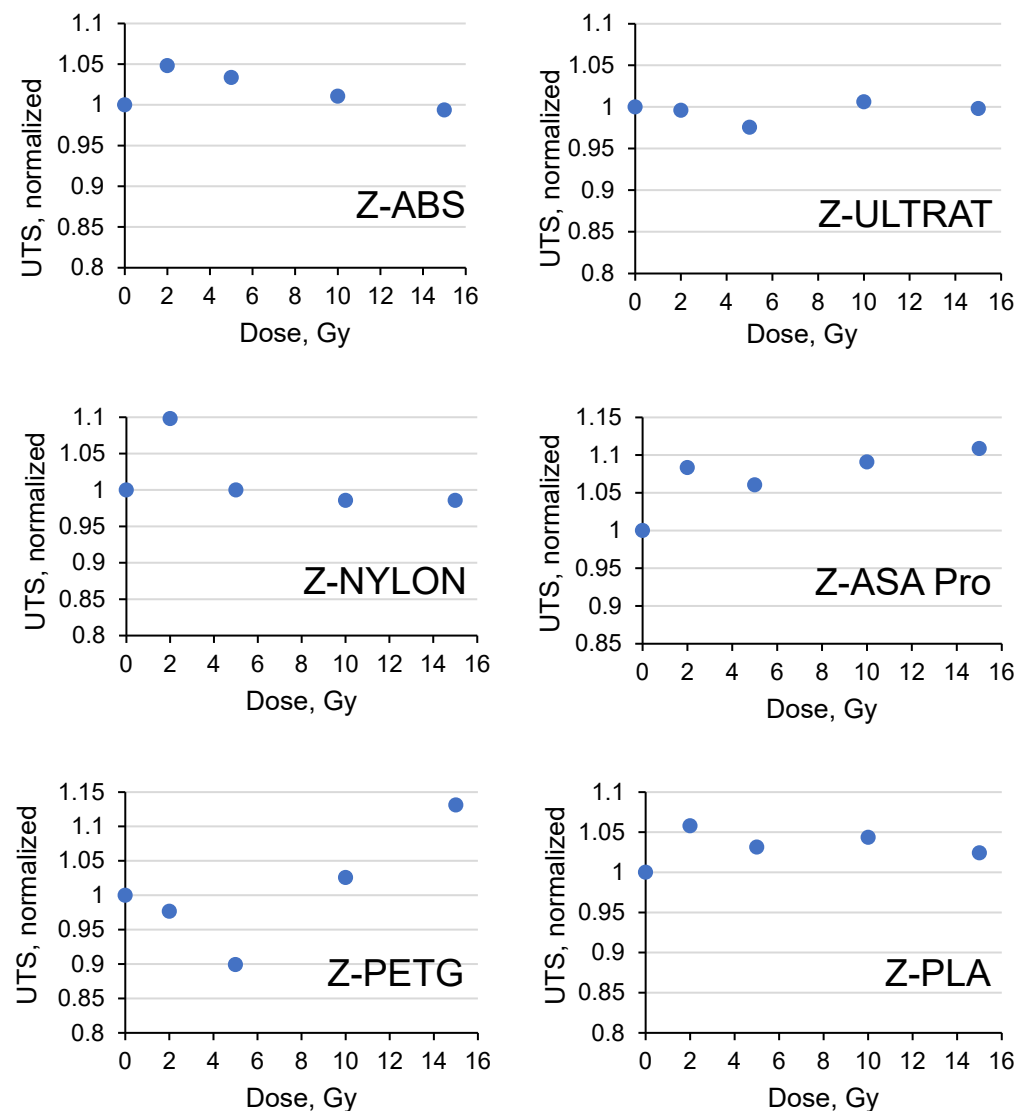 UTS, normalized
1.1
1.05
1
0.95
0.9
0.85
0.8
Z-ABS
0 2 4 6 8 10 12 14 16
Dose, Gy
UTS, normalized
1.1
1.05
1
0.95
0.9
0.85
0.8
Z-ULTRAT
0 2 4 6 8 10 12 14 16
Dose, Gy
UTS, normalized
1.1
1.05
1
0.95
0.9
0.85
0.8
Z-NYLON
0 2 4 6 8 10 12 14 16
Dose, Gy
UTS, normalized
1.15
1.1
1.05
1
0.95
0.9
0.85
Z-ASA Pro
0 2 4 6 8 10 12 14 16
Dose, Gy
UTS, normalized
1.15
1.1
1.05
1
0.95
0.9
0.85
0.8
Z-PETG
0 2 4 6 8 10 12 14 16
Dose, Gy
UTS, normalized
1.1
1.05
1
0.95
0.9
0.85
0.8
Z-PLA
0 2 4 6 8 10 12 14 16
Dose, Gy